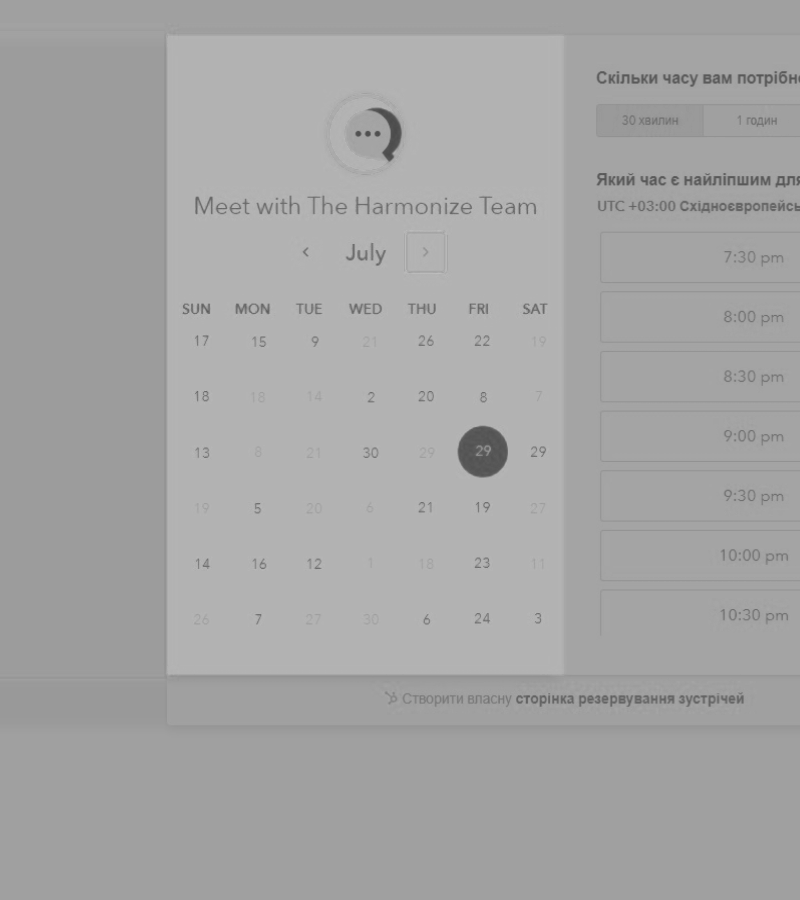 Meet with The Harmonize Team
July
SUN MON TUE WED THU FRI SAT
17 15 9 21 26 22 19
18 18 14 2 20 8 7
13 8 21 30 29 29 29
19 5 20 6 21 19 27
14 16 12 1 18 23 11
26 7 27 30 6 24 3
Скільки часу вам потрібно
30 хвилин 1 годин
Який час є найліпшим для
UTC +03:00 Східноєвропейсь
7:30 pm
8:00 pm
8:30 pm
9:00 pm
9:30 pm
10:00 pm
10:30 pm
Створити власну сторінка резервування зустрічей